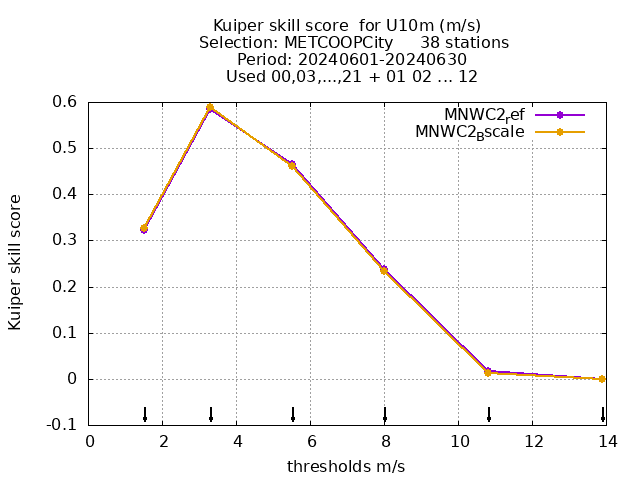 Kuiper skill score  for U10m (m/s)
Selection: METCOOPCity     38 stations
Period: 20240601-20240630
Used 00,03,...,21 + 01 02 ... 12
MNWC2ref
MNWC2Bscale
0.6
0.5
0.4
0.3
0.2
0.1
0
-0.1
Kuiper skill score
0 2 4 6 8 10 12 14
thresholds m/s